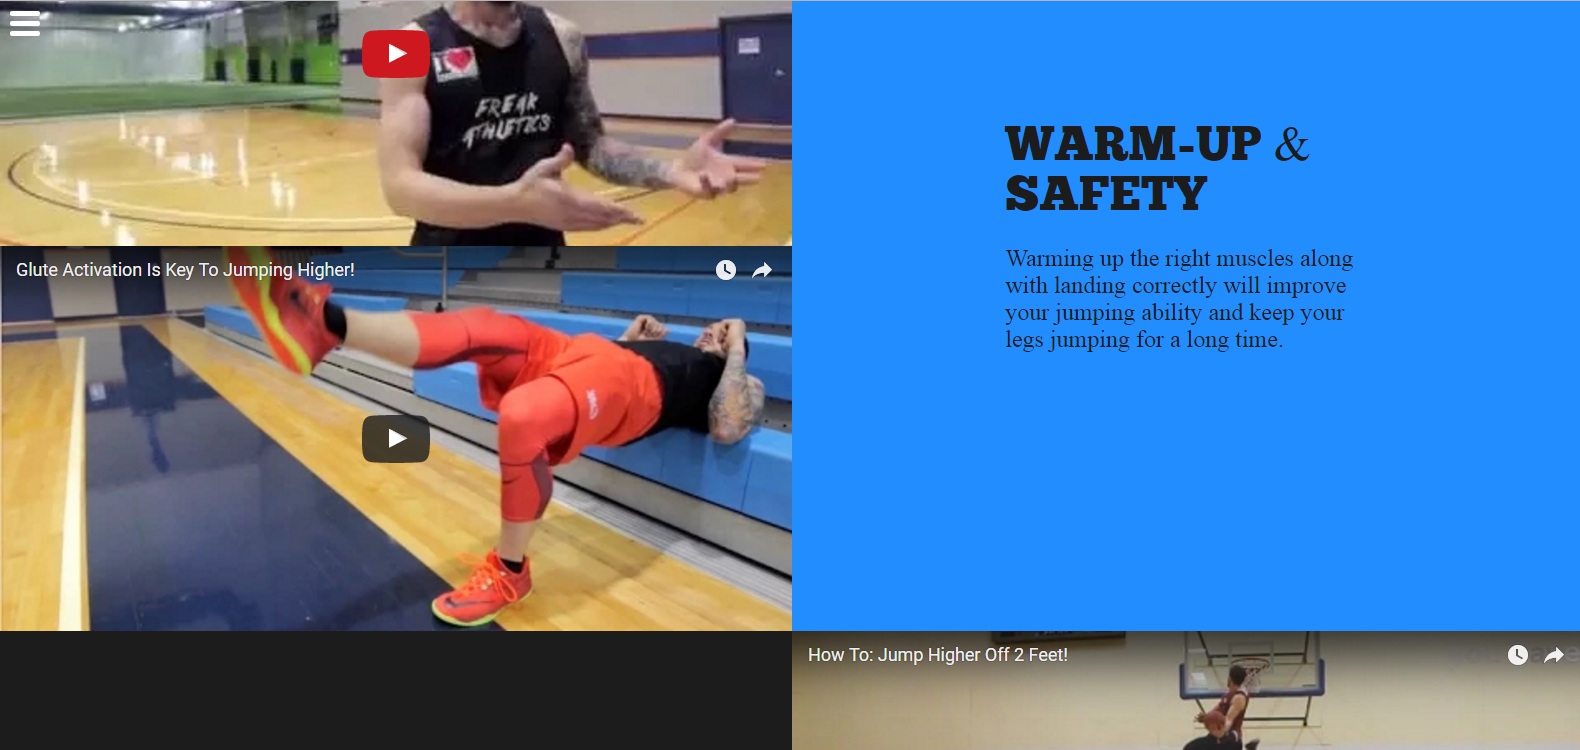 I
FREAK
ATHLETICS
Glute Activation Is Key To Jumping Higher!
WARM-UP &
SAFETY
Warming up the right muscles along
with landing correctly will improve
your jumping ability and keep your
legs jumping for a long time.
How To: Jump Higher Off 2 Feet!